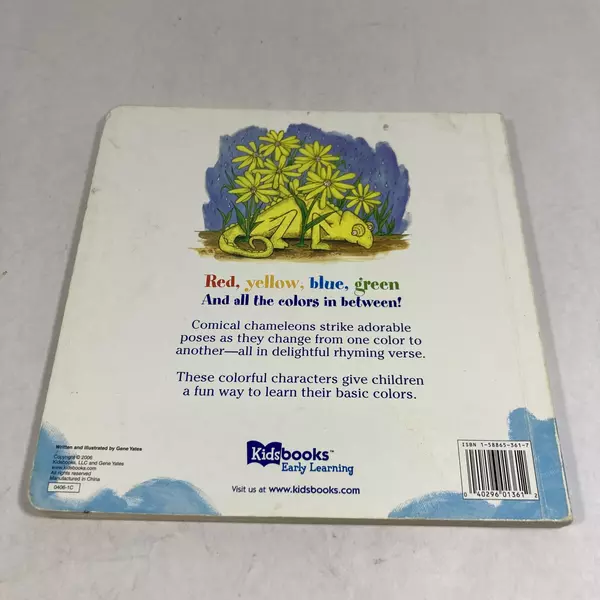 Red, yellow, blue, green
And all the colors in between!
Comical chameleons strike adorable
poses as they change from one color to
another—all in delightful rhyming verse.
These colorful characters give children
a fun way to learn their basic colors.
Written and illustrated by Gene Yates
Copyright © 2006
Kidsbooks, LLC and Gene Yates
www.kidsbooks.com
All rights reserved
Manufactured in China
0406-1C
Kidsbooks™
Early Learning
Visit us at www.kidsbooks.com
ISBN 1-58865-361-7
0 40296 01361 2